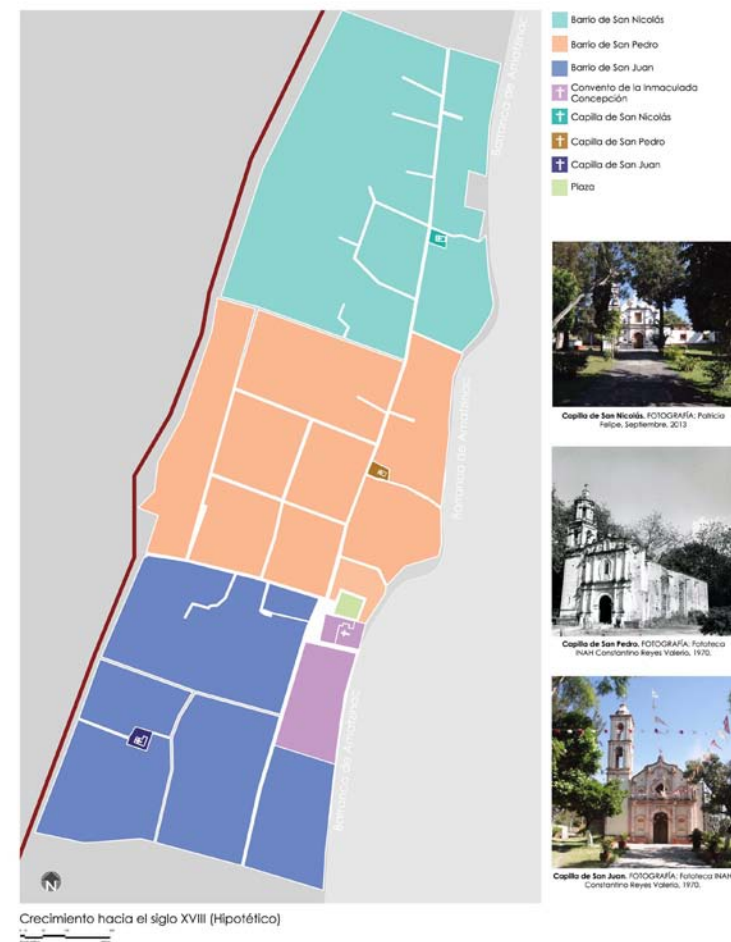 Barrio de San Nicolás
Barrio de San Pedro
Barrio de San Juan
Convento de la Inmaculada
Concepción
Capilla de San Nicolás
Capilla de San Pedro
Capilla de San Juan
Plaza
Barranca de Amatenac
Barranca de Amatenac
Barranca de Amatenac
N
Capilla de San Nicolás. FOTOGRAFÍA: Patricia
Felipe, Septiembre, 2013
Capilla de San Pedro. FOTOGRAFÍA: Fototeca
INAH Constantino Reyes Valerio, 1970.
Capilla de San Juan. FOTOGRAFÍA: Fototeca INAH
Constantino Reyes Valerio, 1970.
Crecimiento hacia el siglo XVIII (Hipotético)